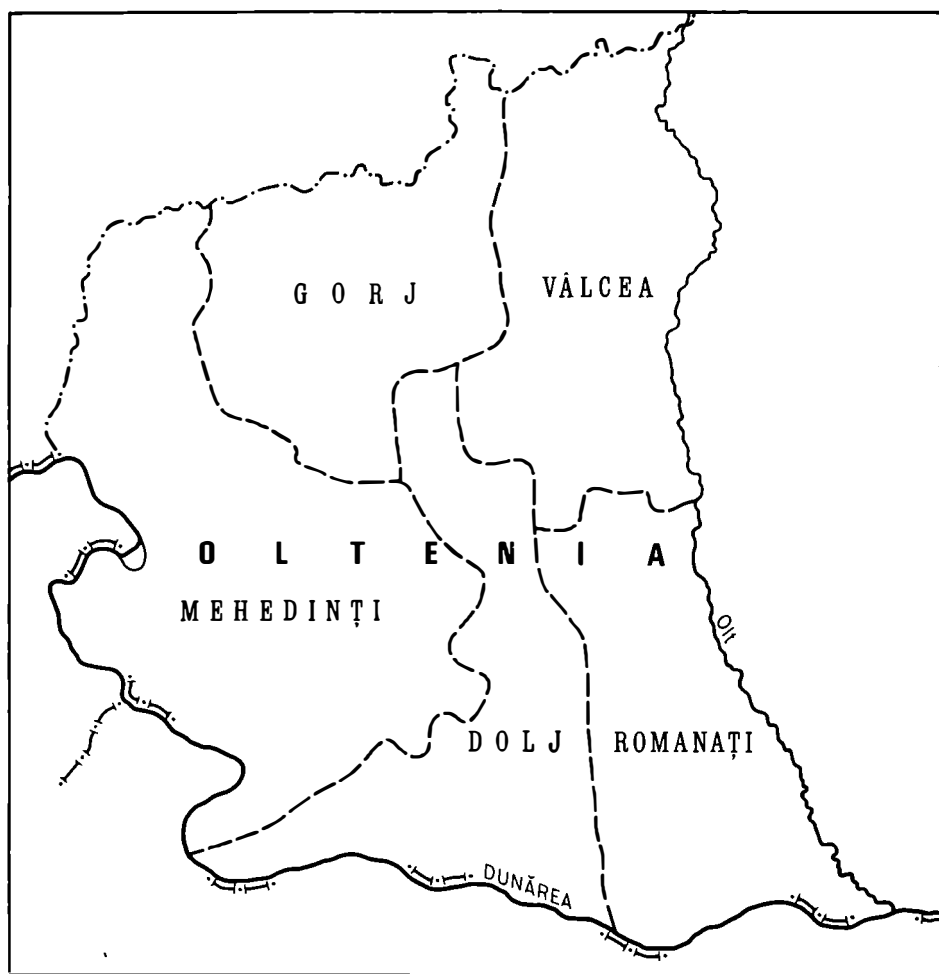 GORJ
VÂLCEA
OLTENIA
MEHEDINȚI
Olt
DOLJ
ROMANAȚI
DUNĂREA